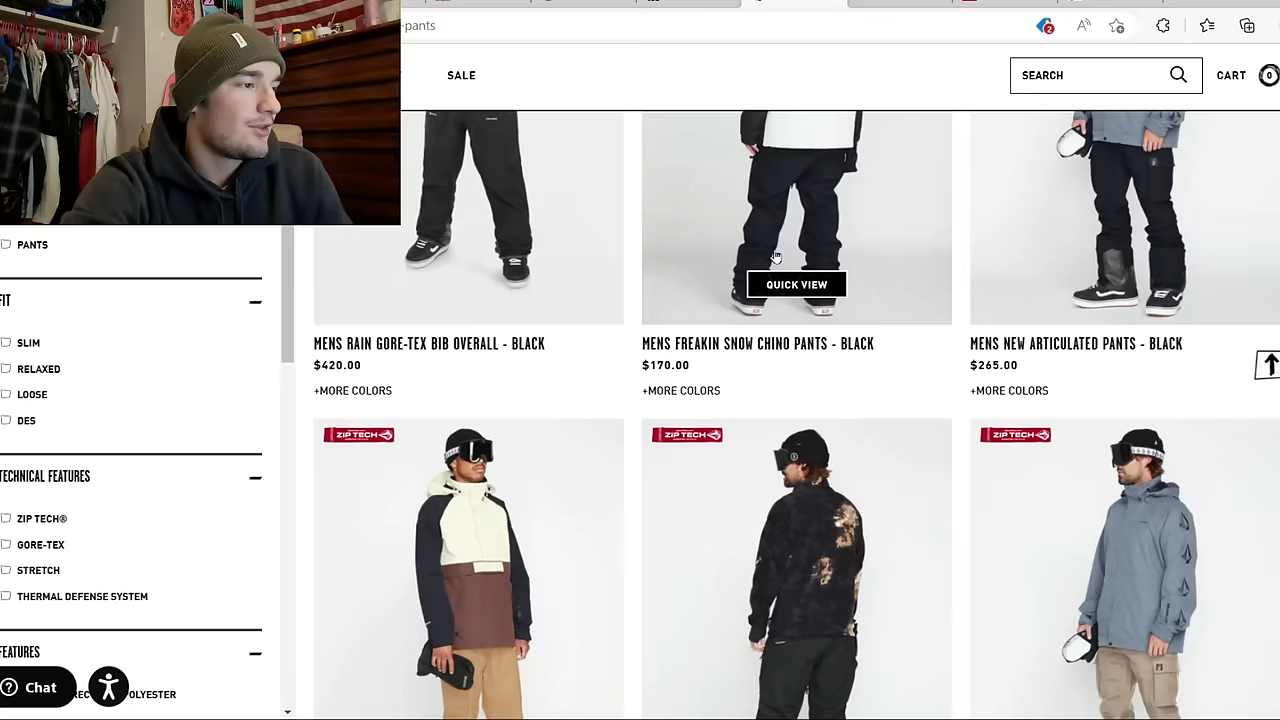 -pants
2
SALE
SEARCH
CART
0
PANTS
FIT
SLIM
RELAXED
LOOSE
DES
TECHNICAL FEATURES
ZIP TECH®
GORE-TEX
STRETCH
THERMAL DEFENSE SYSTEM
FEATURES
OLYESTER
Chat
QUICK VIEW
MENS RAIN GORE-TEX BIB OVERALL - BLACK
$420.00
+MORE COLORS
MENS FREAKIN SNOW CHINO PANTS - BLACK
$170.00
+MORE COLORS
MENS NEW ARTICULATED PANTS - BLACK
$265.00
+MORE COLORS
ZIP TECH
ZIP TECH
ZIP TECH